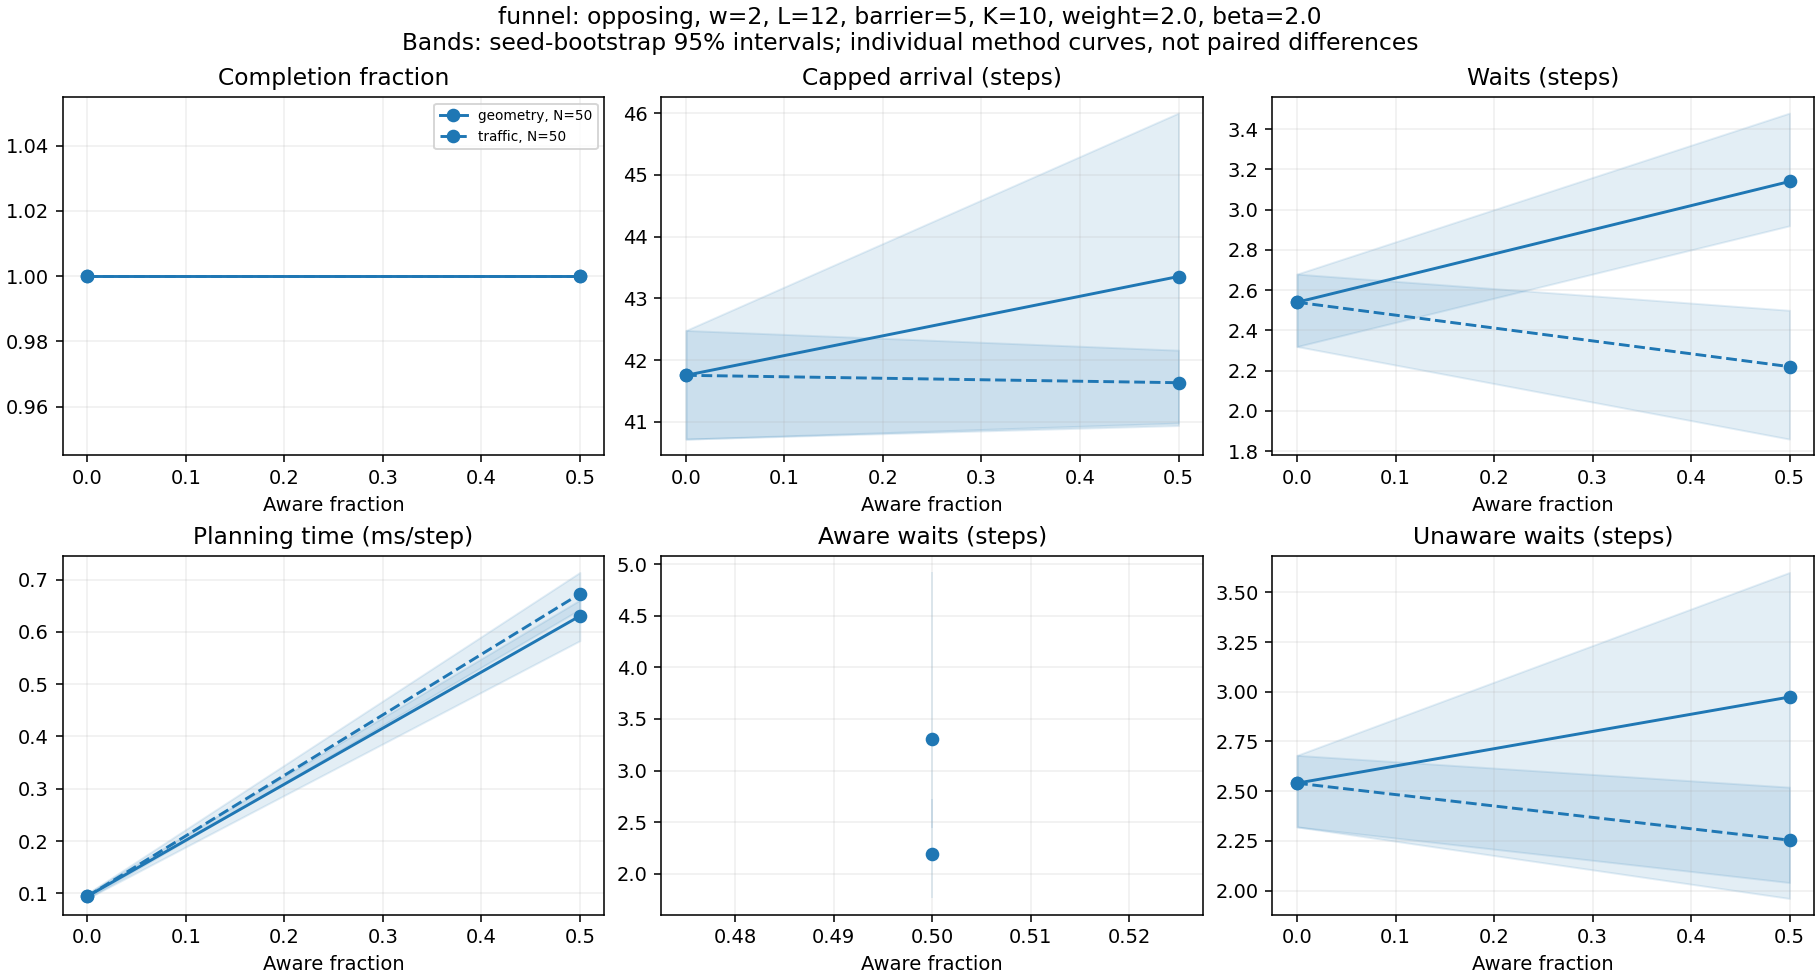 funnel: opposing, w=2, L=12, barrier=5, K=10, weight=2.0, beta=2.0
Bands: seed-bootstrap 95% intervals; individual method curves, not paired differences
Completion fraction
geometry, N=50
traffic, N=50
1.04
1.02
1.00
0.98
0.96
0.0 0.1 0.2 0.3 0.4 0.5
Aware fraction
Capped arrival (steps)
46
45
44
43
42
41
0.0 0.1 0.2 0.3 0.4 0.5
Aware fraction
Waits (steps)
3.4
3.2
3.0
2.8
2.6
2.4
2.2
2.0
1.8
0.0 0.1 0.2 0.3 0.4 0.5
Aware fraction
Planning time (ms/step)
0.7
0.6
0.5
0.4
0.3
0.2
0.1
0.0 0.1 0.2 0.3 0.4 0.5
Aware fraction
Aware waits (steps)
5.0
4.5
4.0
3.5
3.0
2.5
2.0
0.48 0.49 0.50 0.51 0.52
Aware fraction
Unaware waits (steps)
3.50
3.25
3.00
2.75
2.50
2.25
2.00
0.0 0.1 0.2 0.3 0.4 0.5
Aware fraction